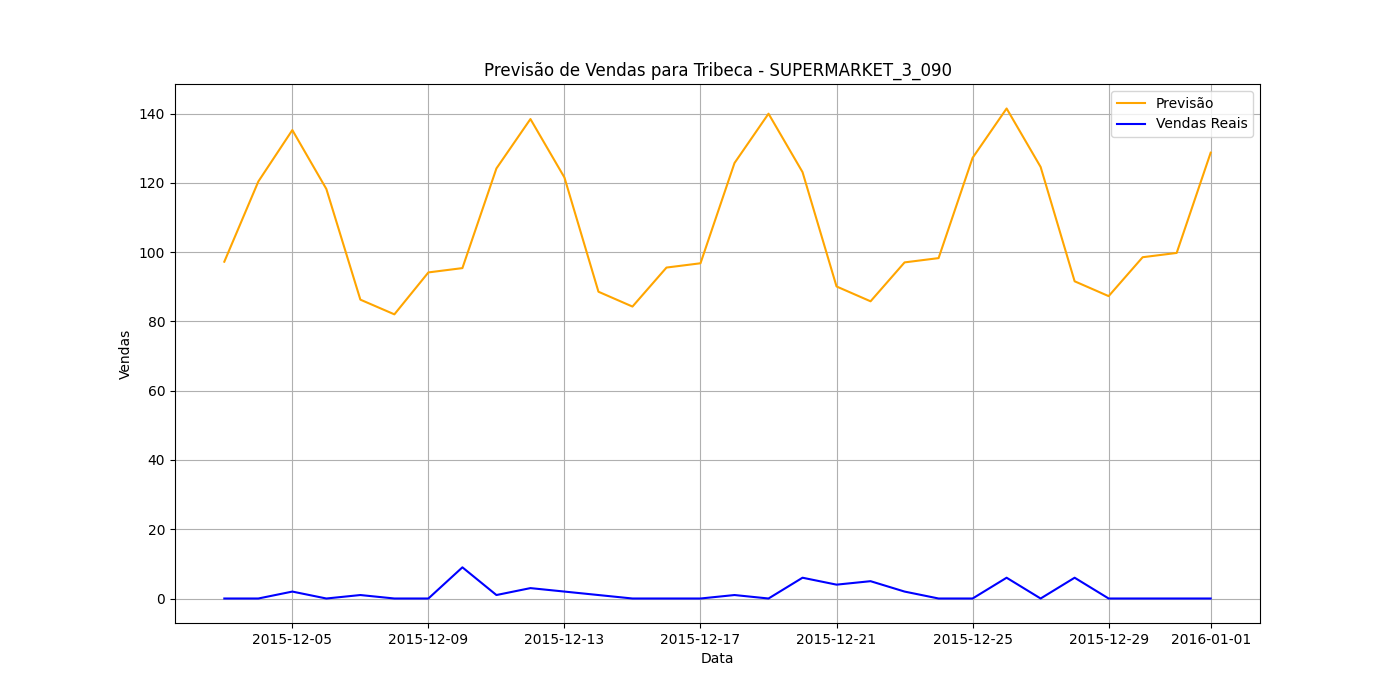 Previsão de Vendas para Tribeca - SUPERMARKET_3_090
Previsão
Vendas Reais
140
120
100
80
60
40
20
0
Vendas
2015-12-05 2015-12-09 2015-12-13 2015-12-17 2015-12-21 2015-12-25 2015-12-29 2016-01-01
Data